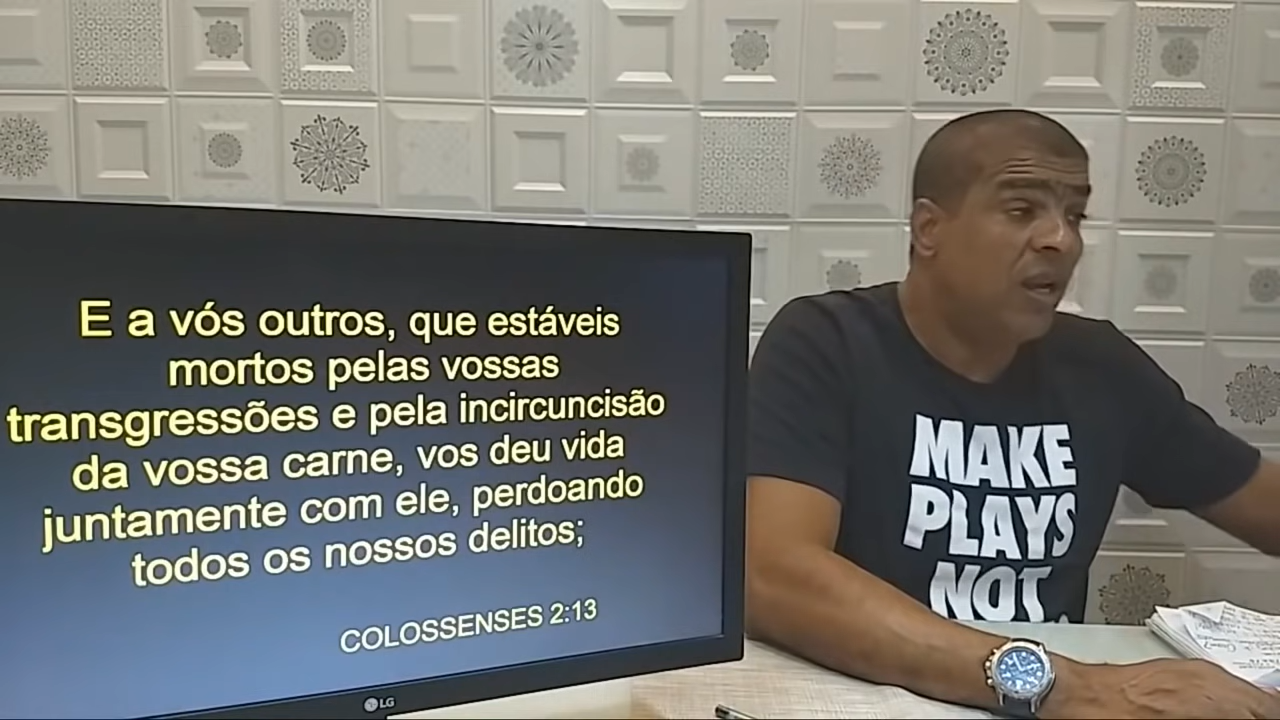 E a vós outros, que estáveis
mortos pelas vossas
transgressões e pela incircuncisão
da vossa carne, vos deu vida
juntamente com ele, perdoando
todos os nossos delitos;
COLOSSENSES 2:13
LG
MAKE
PLAYS
NOT